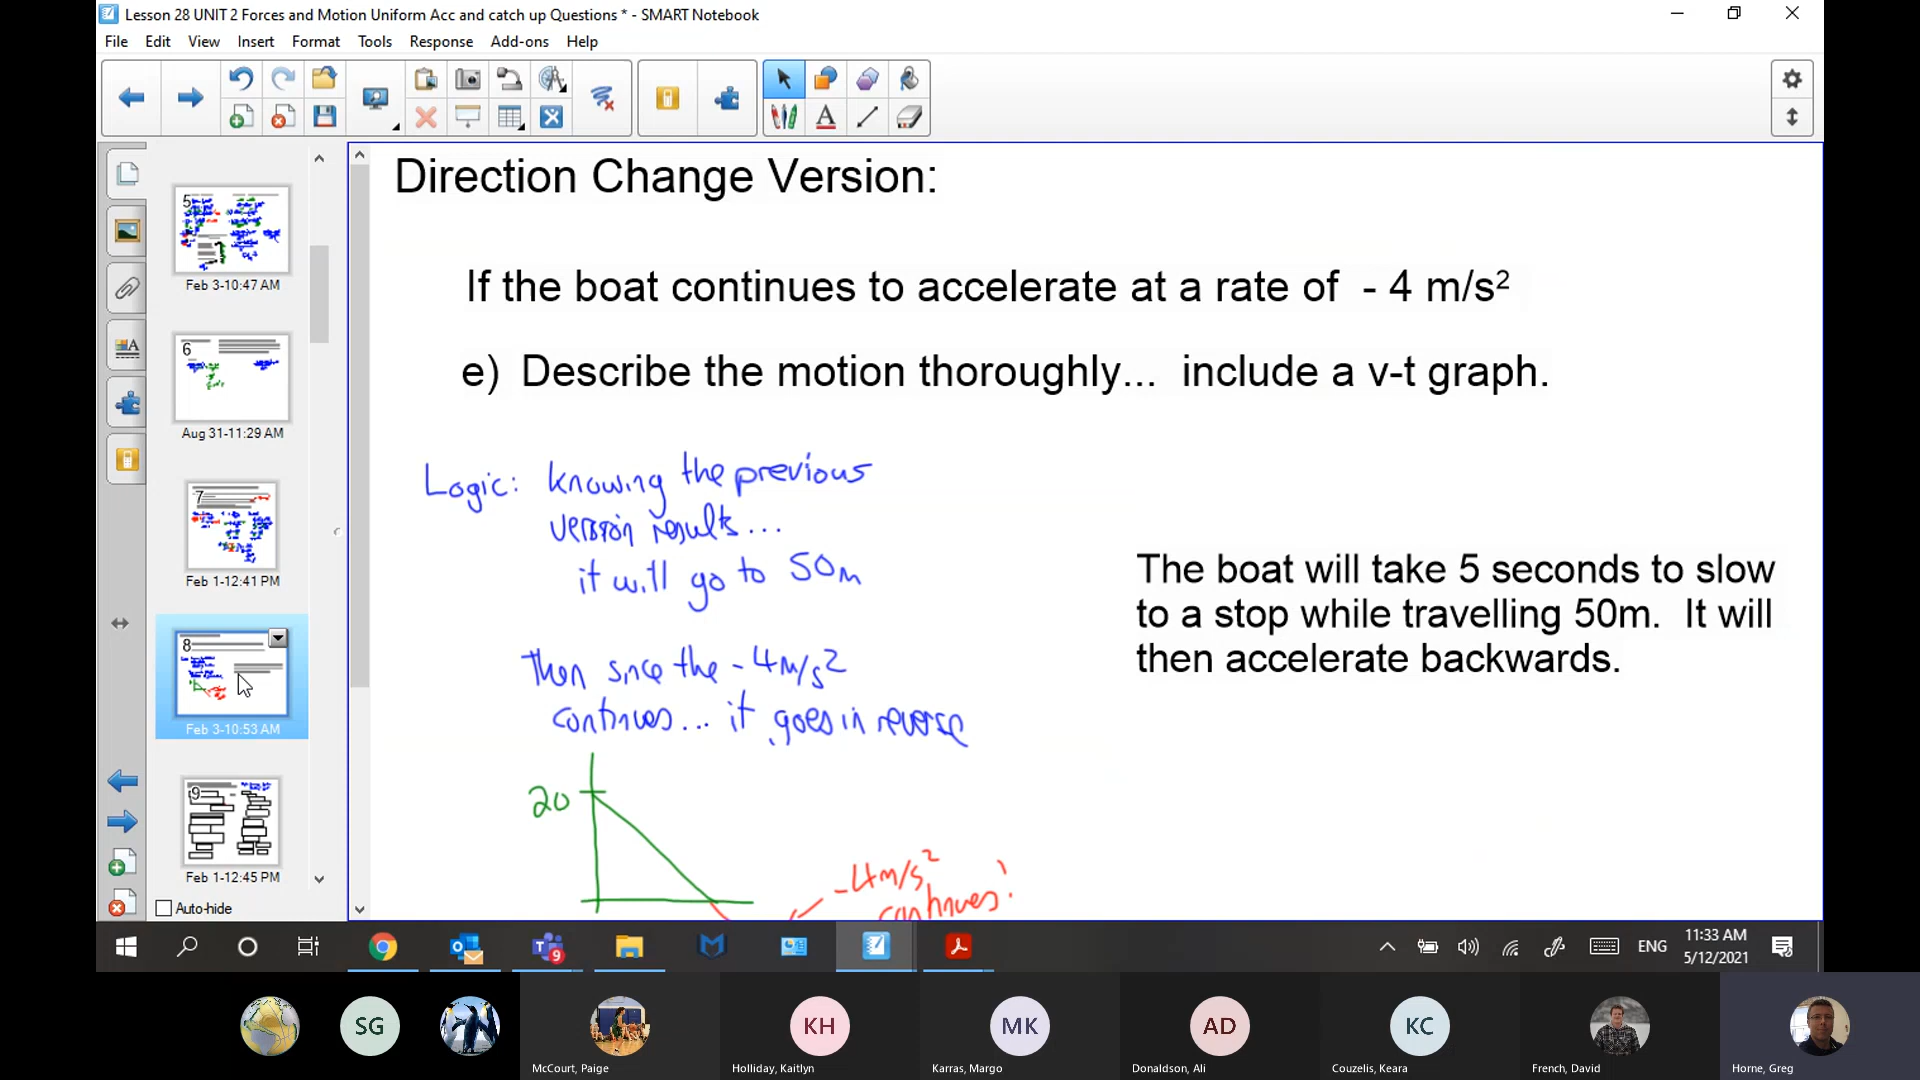 Lesson 28 UNIT 2 Forces and Motion Uniform Acc and catch up Questions * - SMART Notebook
File Edit View Insert Format Tools Response Add-ons Help
5
Feb 3-10:47 AM
6
Aug 31-11:29 AM
7
Feb 1-12:41 PM
8
Feb 3-10:53 AM
9
Feb 1-12:45 PM
Auto-hide
Direction Change Version:
If the boat continues to accelerate at a rate of - 4 m/s²
e) Describe the motion thoroughly... include a v-t graph.
Logic: knowing the previous
version results...
it will go to 50m
Then since the -4m/s²
continues... it goes in reverse
The boat will take 5 seconds to slow
to a stop while travelling 50m. It will
then accelerate backwards.
20
-4m/s²
continues!
9
ENG
11:33 AM
5/12/2021
SG
KH
MK
AD
KC
McCourt, Paige
Holliday, Kaitlyn
Karras, Margo
Donaldson, Ali
Couzelis, Keara
French, David
Horne, Greg